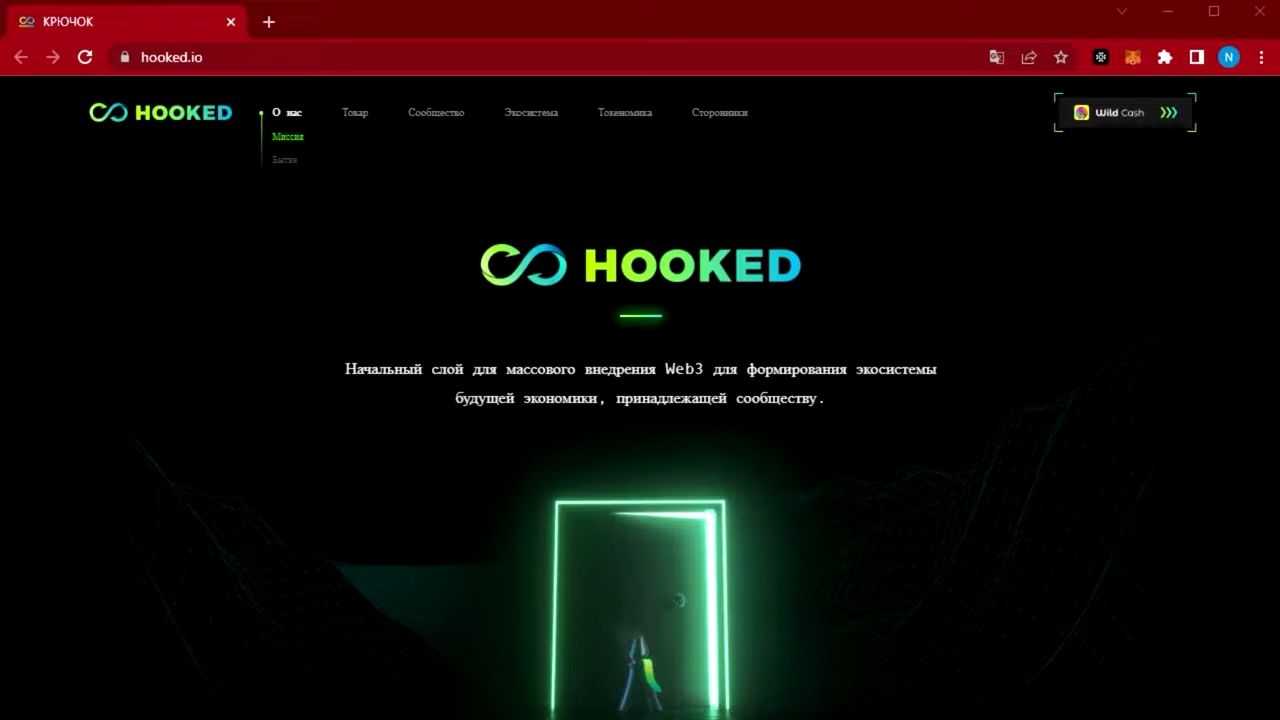 КРЮЧОК
hooked.io
N
HOOKED
О нас
Товар
Сообщество
Экосистема
Токеномика
Сторонники
Wild Cash
Миссия
Бытие
HOOKED
Начальный слой для массового внедрения Web3 для формирования экосистемы
будущей экономики, принадлежащей сообществу.